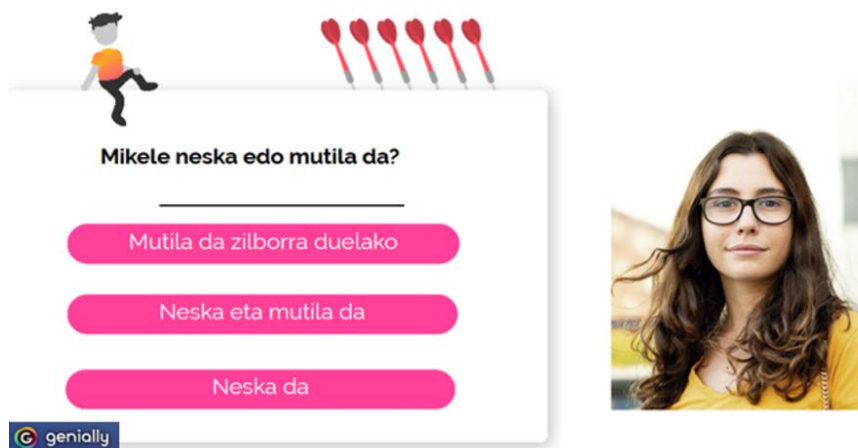 Mikele neska edo mutila da?
Mutila da zilborra duelako
Neska eta mutila da
Neska da
genially